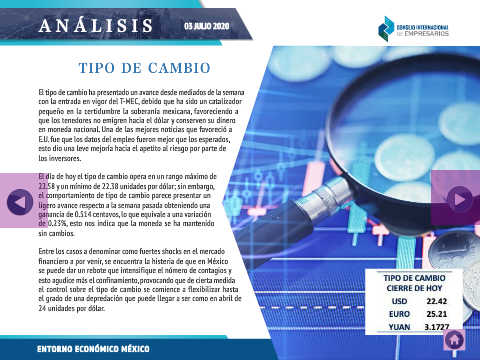 ANÁLISIS
03 JULIO 2020
CONSEJO INTERNACIONAL
DE EMPRESARIOS
TIPO DE CAMBIO
El tipo de cambio ha presentado un avance desde mediados de la semana
con la entrada en vigor del T-MEC, debido que ha sido un catalizador
pequeño en la certidumbre la soberanía mexicana, favoreciendo a
que los tenedores no emigren hacia el dólar y conserven su dinero
en moneda nacional. Una de las mejores noticias que favoreció a
E.U. fue que los datos del empleo fueron mejor que los esperados,
esto dio una leve mejoría hacia el apetito al riesgo por parte de
los inversores.
El día de hoy el tipo de cambio opera en un rango máximo de
22.58 y un mínimo de 22.38 unidades por dólar; sin embargo,
el comportamiento de tipo de cambio parece presentar un
ligero avance respecto a la semana pasada obteniendo una
ganancia de 0.514 centavos, lo que equivale a una variación
de 0.23%, esto nos indica que la moneda se ha mantenido
sin cambios.
Entre los casos a denominar como fuertes shocks en el mercado
financiero a por venir, se encuentra la histeria de que en México
se puede dar un rebote que intensifique el número de contagios y
esto agudice más el confinamiento, provocando que de cierta medida
el control sobre el tipo de cambio se comience a flexibilizar hasta
el grado de una depredación que puede llegar a ser como en abril de
24 unidades por dólar.
TIPO DE CAMBIO
CIERRE DE HOY
USD 22.42
EURO 25.21
YUAN 3.1727
ENTORNO ECONÓMICO MÉXICO